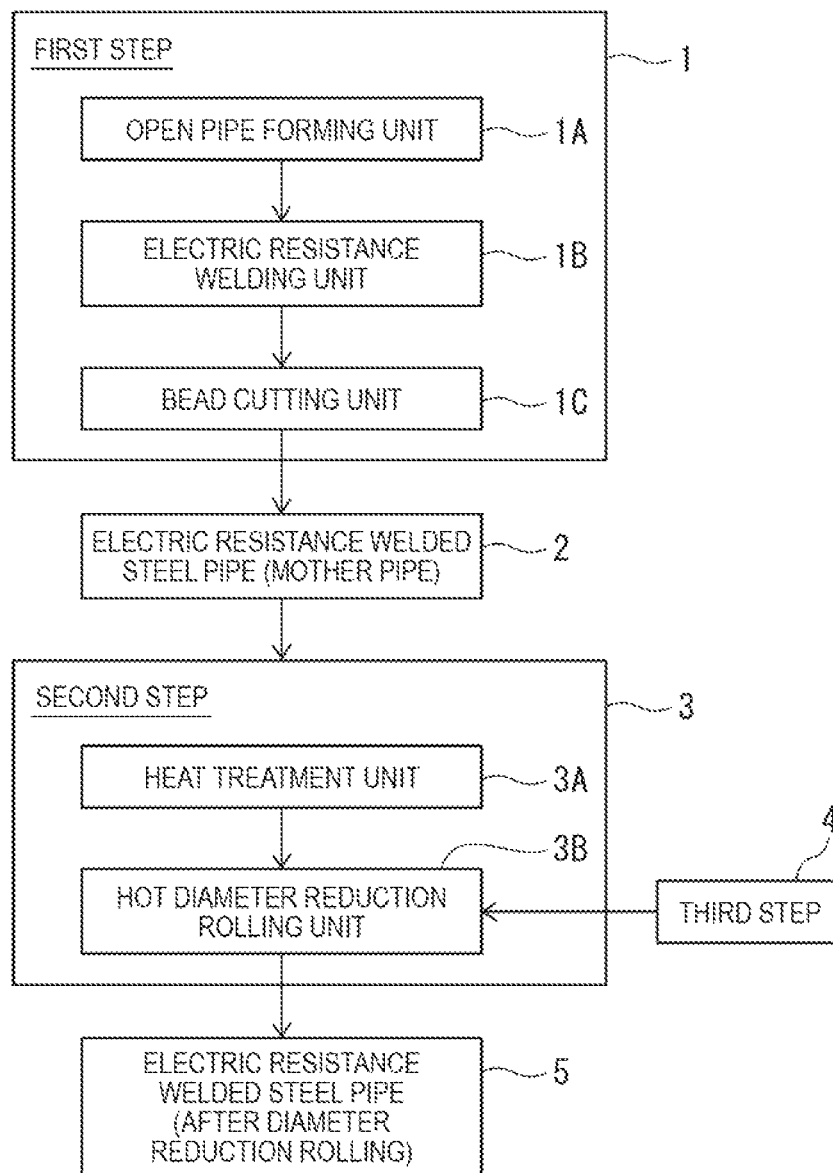 FIRST STEP
1
OPEN PIPE FORMING UNIT
1A
ELECTRIC RESISTANCE
WELDING UNIT
1B
BEAD CUTTING UNIT
1C
ELECTRIC RESISTANCE WELDED
STEEL PIPE (MOTHER PIPE)
2
SECOND STEP
3
HEAT TREATMENT UNIT
3A
3B
HOT DIAMETER REDUCTION
ROLLING UNIT
4
THIRD STEP
ELECTRIC RESISTANCE
WELDED STEEL PIPE
(AFTER DIAMETER
REDUCTION ROLLING)
5